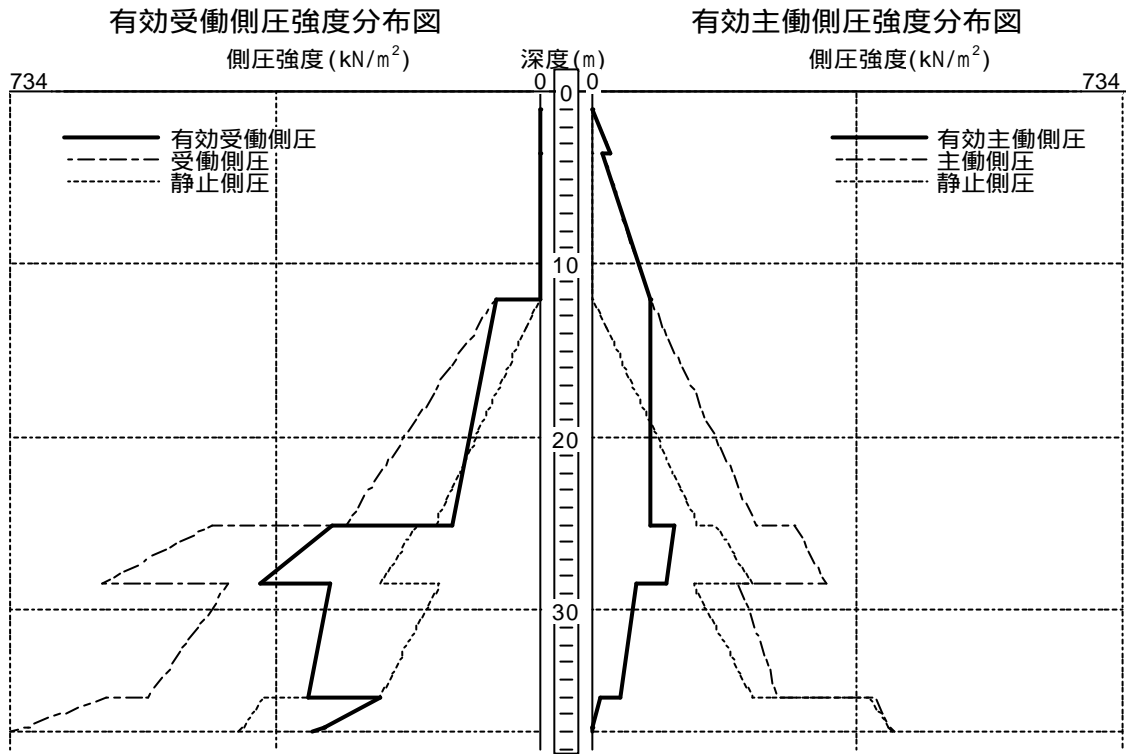 有効受働側圧強度分布図
側圧強度(kN/㎡)
734
0
有効受働側圧
受働側圧
静止側圧
深度(m)
0
10
20
30
有効主働側圧強度分布図
側圧強度(kN/㎡)
0
734
有効主働側圧
主働側圧
静止側圧